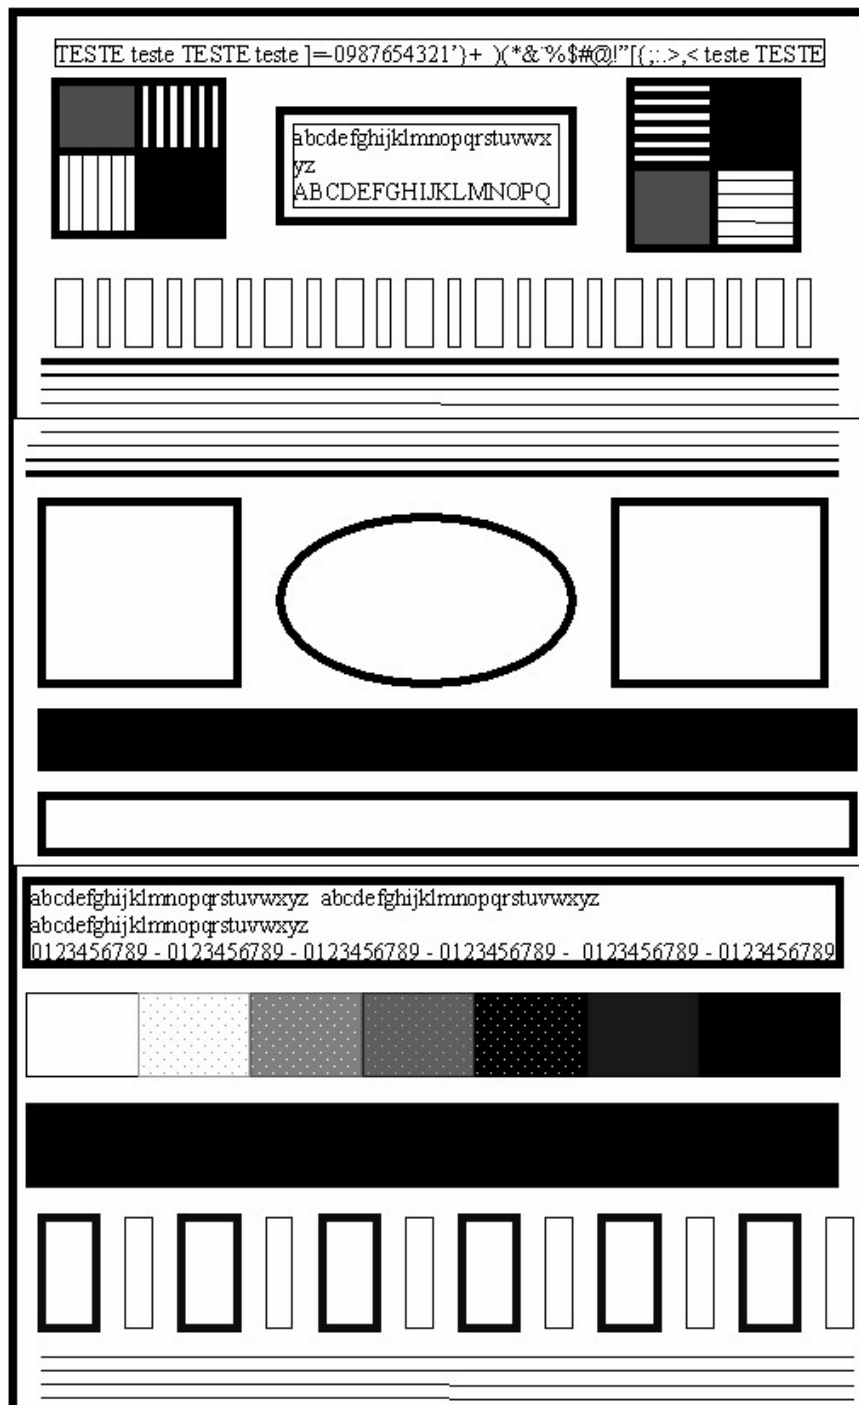 TESTE teste TESTE teste ]=-0987654321'}+_)(*&¨%$#@!"[{;:.>,< teste TESTE
abcdefghijklmnopqrstuvwx
yz
ABCDEFGHIJKLMNOPQ
abcdefghijklmnopqrstuvwxyz abcdefghijklmnopqrstuvwxyz
abcdefghijklmnopqrstuvwxyz
0123456789 - 0123456789 - 0123456789 - 0123456789 - 0123456789 - 0123456789